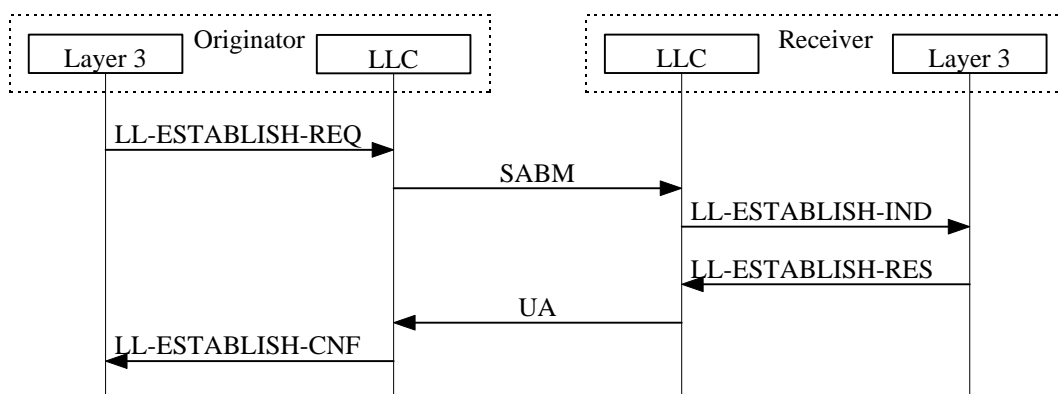 Originator
Receiver
Layer 3
LLC
LLC
Layer 3
LL-ESTABLISH-REQ
SABM
LL-ESTABLISH-IND
LL-ESTABLISH-RES
UA
LL-ESTABLISH-CNF